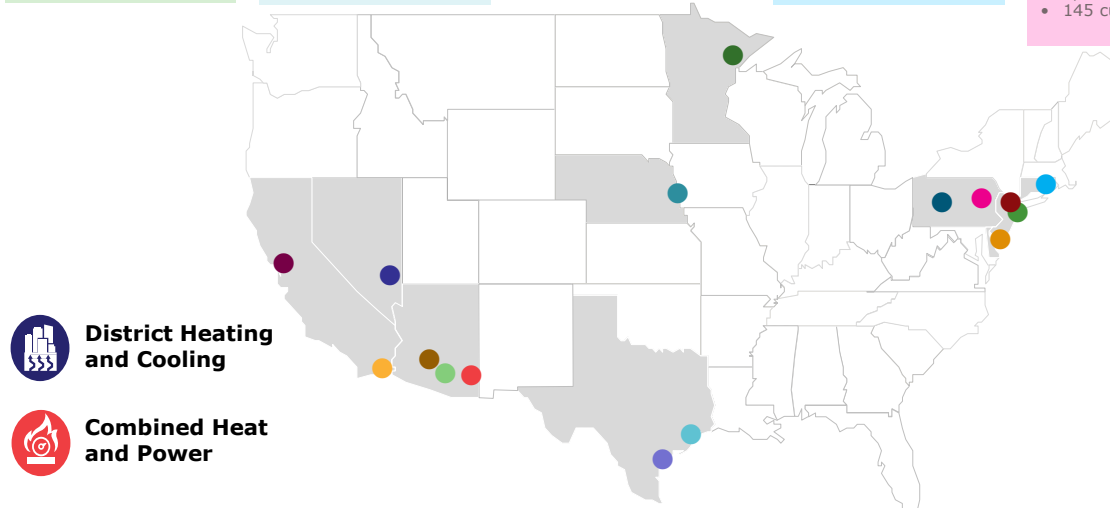 • 145
District Heating
and Cooling
Combined Heat
and Power